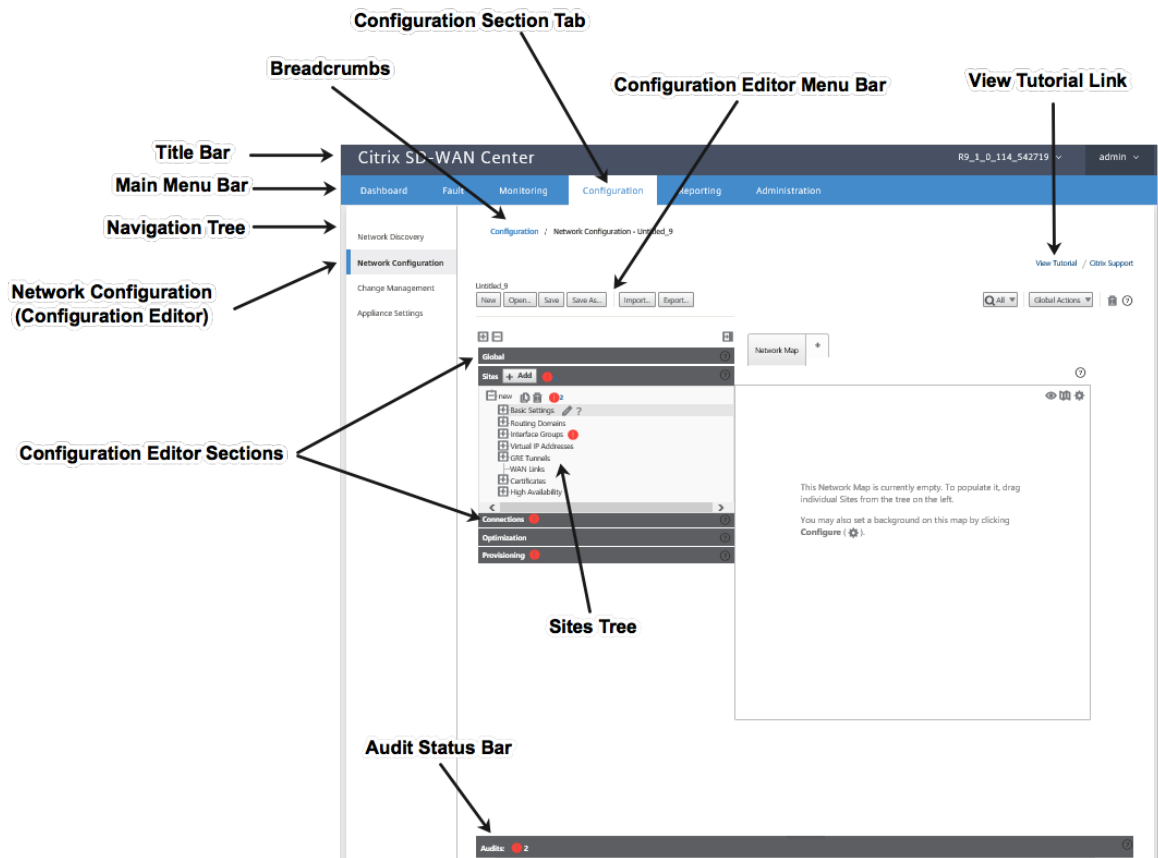 Configuration Section Tab
Breadcrumbs
Configuration Editor Menu Bar
View Tutorial Link
Title Bar
Citrix SD-WAN Center
R9_1_0_114_542719
admin
Main Menu Bar
Dashboard
Fault
Monitoring
Configuration
Reporting
Administration
Navigation Tree
Network Discovery
Configuration / Network Configuration - Untitled_9
Network Configuration
View Tutorial / Citrix Support
Network Configuration
(Configuration Editor)
Change Management
Untitled_9
New
Open...
Save
Save As...
Import...
Export...
All
Global Actions
?
Appliance Settings
Global
?
Network Map
+
Sites
+ Add
?
?
new
2
Basic Settings
?
Routing Domains
Interface Groups
Virtual IP Addresses
Configuration Editor Sections
GRE Tunnels
WAN Links
Certificates
High Availability
This Network Map is currently empty. To populate it, drag
individual Sites from the tree on the left.
You may also set a background on this map by clicking
Configure ( ).
Connections
?
Optimization
?
Provisioning
?
Sites Tree
Audit Status Bar
Audits:
2
?